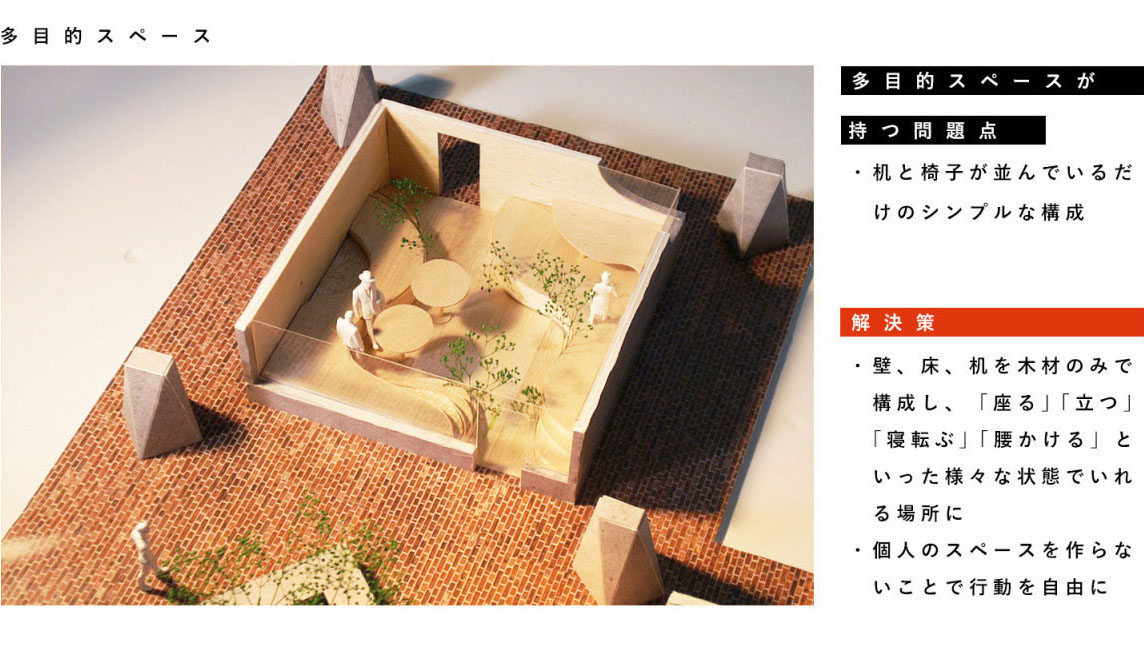 多目的スペース
多目的スペースが
持つ問題点
・机と椅子が並んでいるだ
けのシンプルな構成
解決策
・壁、床、机を木材のみで
構成し、「座る」「立つ」
「寝転ぶ」「腰かける」と
いった様々な状態でいれ
る場所に
・個人のスペースを作らな
いことで行動を自由に